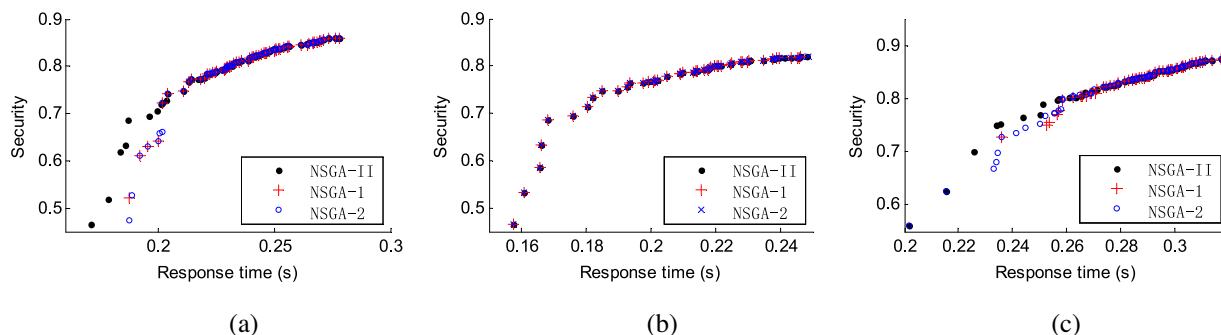 0.9
0.8
0.7
0.6
0.5
Security
0.2
0.25
0.3
Response time (s)
NSGA-II
NSGA-1
NSGA-2
(a)
0.9
0.8
0.7
0.6
0.5
Security
0.16
0.18
0.2
0.22
0.24
Response time (s)
NSGA-II
NSGA-1
NSGA-2
(b)
0.9
0.8
0.7
0.6
Security
0.2
0.22
0.24
0.26
0.28
0.3
Response time (s)
NSGA-II
NSGA-1
NSGA-2
(c)